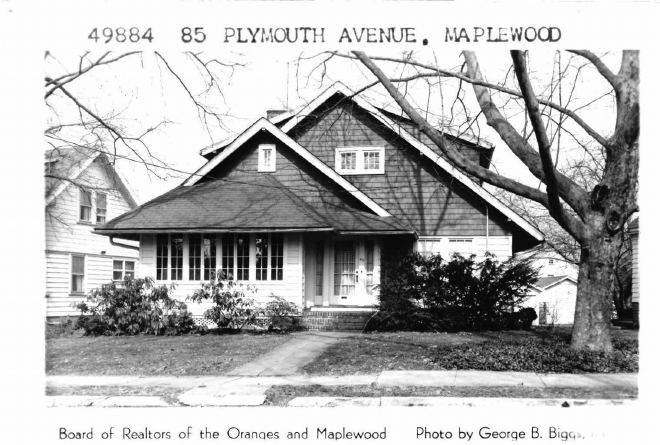 49884 85 PLYMOUTH AVENUE, MAPLEWOOD
Board of Realtors of the Oranges and Maplewood Photo by George B. Biggs,